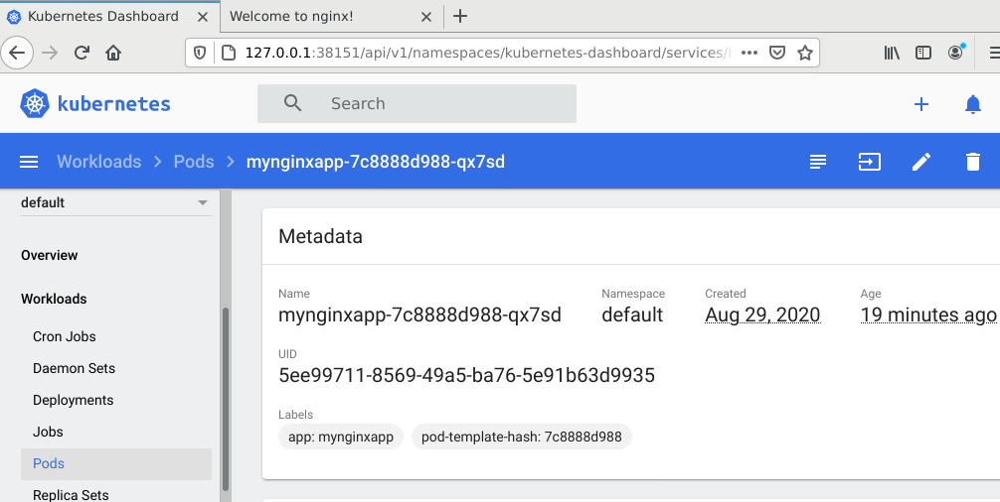 Kubernetes Dashboard
Welcome to nginx!
127.0.0.1:38151/api/v1/namespaces/kubernetes-dashboard/services/
kubernetes
Search
Workloads > Pods > mynginxapp-7c8888d988-qx7sd
default
Overview
Workloads
Cron Jobs
Daemon Sets
Deployments
Jobs
Pods
Replica Sets
Metadata
Name
mynginxapp-7c8888d988-qx7sd
Namespace
default
Created
Aug 29, 2020
Age
19 minutes ago
UID
5ee99711-8569-49a5-ba76-5e91b63d9935
Labels
app: mynginxapp
pod-template-hash: 7c8888d988